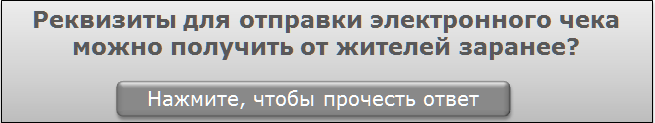 Реквизиты для отправки электронного чека
можно получить от жителей заранее?
Нажмите, чтобы прочесть ответ